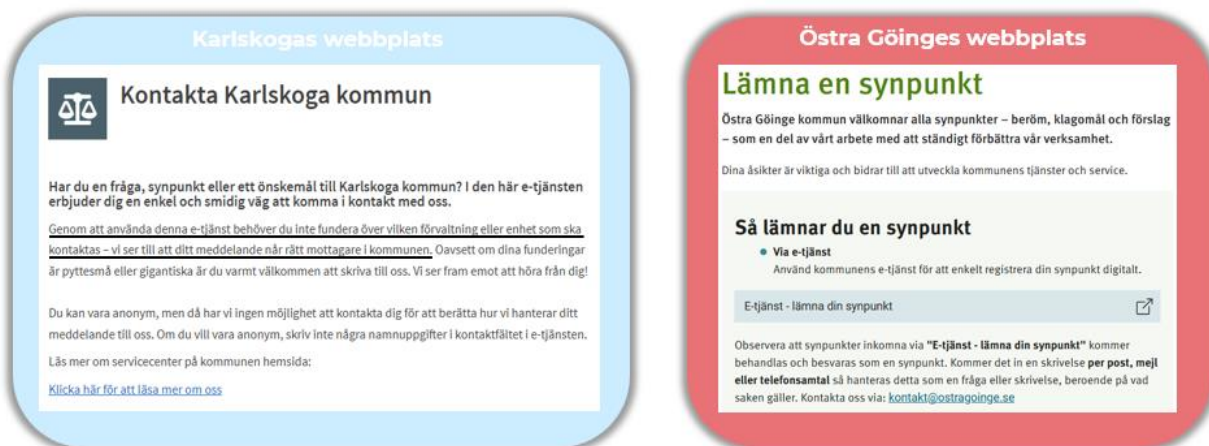 Karlskogas webbplats
Kontakta Karlskoga kommun
Har du en fråga, synpunkt eller ett önskemål till Karlskoga kommun? I den här e-tjänsten
erbjuder dig en enkel och smidig väg att komma i kontakt med oss.
Genom att använda denna e-tjänst behöver du inte fundera över vilken förvaltning eller enhet som ska
kontaktas – vi ser till att ditt meddelande når rätt mottagare i kommunen. Oavsett om dina funderingar
är pyttesmå eller gigantiska är du varmt välkommen att skriva till oss. Vi ser fram emot att höra från dig!
Du kan vara anonym, men då har vi ingen möjlighet att kontakta dig för att berätta hur vi hanterar ditt
meddelande till oss. Om du vill vara anonym, skriv inte några namnuppgifter i kontaktfältet i e-tjänsten.
Läs mer om servicecenter på kommunen hemsida:
Klicka här för att läsa mer om oss
Östra Göinges webbplats
Lämna en synpunkt
Östra Göinge kommun välkomnar alla synpunkter – beröm, klagomål och förslag
– som en del av vårt arbete med att ständigt förbättra vår verksamhet.
Dina åsikter är viktiga och bidrar till att utveckla kommunens tjänster och service.
Så lämnar du en synpunkt
• Via e-tjänst
Använd kommunens e-tjänst för att enkelt registrera din synpunkt digitalt.
E-tjänst - lämna din synpunkt
Observera att synpunkter inkomna via "E-tjänst - lämna din synpunkt" kommer
behandlas och besvaras som en synpunkt. Kommer det in en skrivelse per post, mejl
eller telefonsamtal så hanteras detta som en fråga eller skrivelse, beroende på vad
saken gäller. Kontakta oss via: kontakt@ostragoinge.se